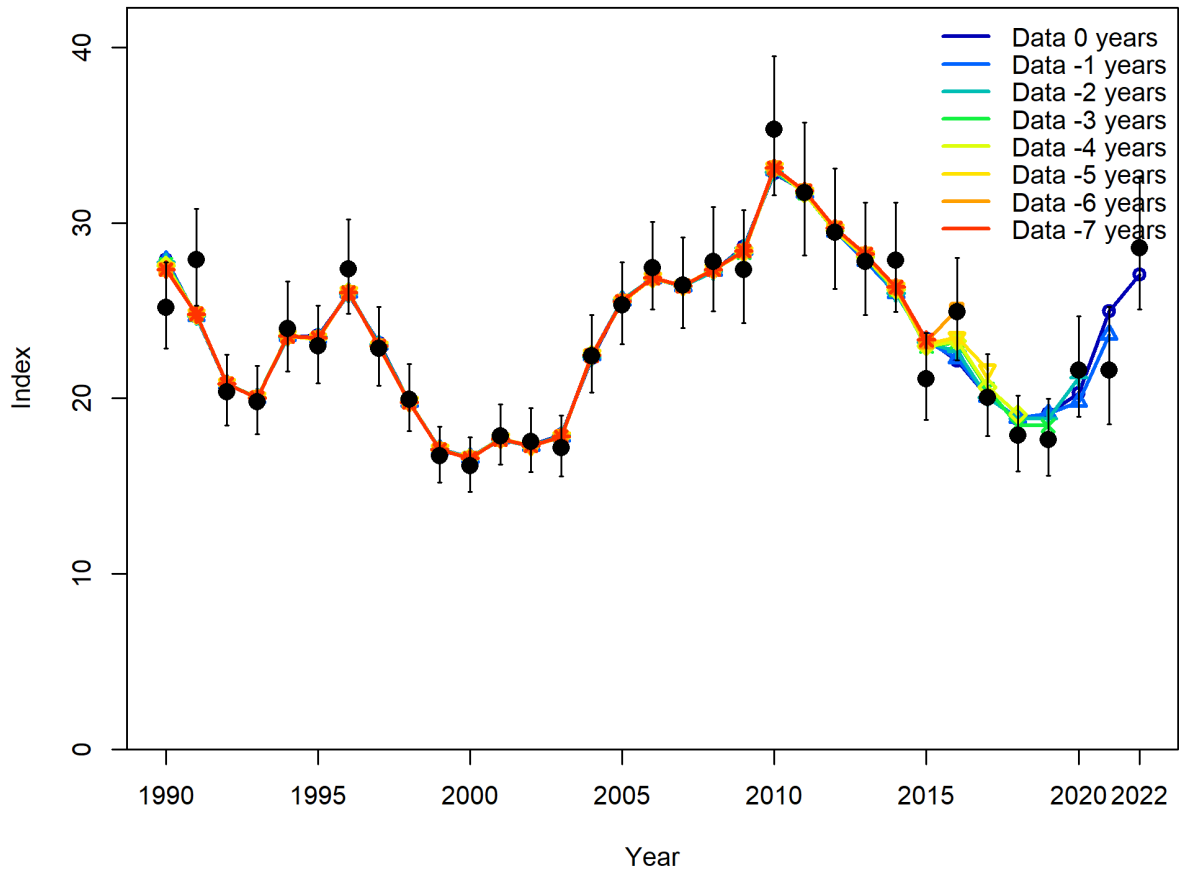 Data 0 years
Data -1 years
Data -2 years
Data -3 years
Data -4 years
Data -5 years
Data -6 years
Data -7 years
40
30
20
10
0
Index
1990 1995 2000 2005 2010 2015 2020 2022
Year